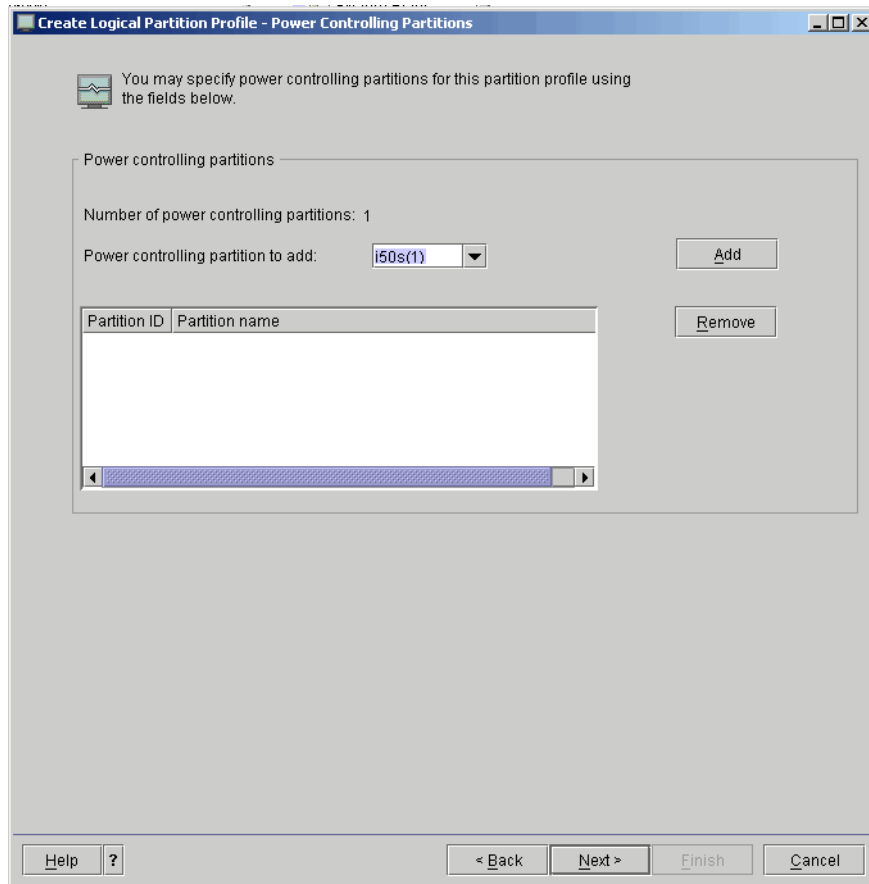 Create Logical Partition Profile - Power Controlling Partitions
You may specify power controlling partitions for this partition profile using
the fields below.
Power controlling partitions
Number of power controlling partitions: 1
Power controlling partition to add: i50s(1) Add
Partition ID Partition name Remove
Help ? < Back Next > Finish Cancel